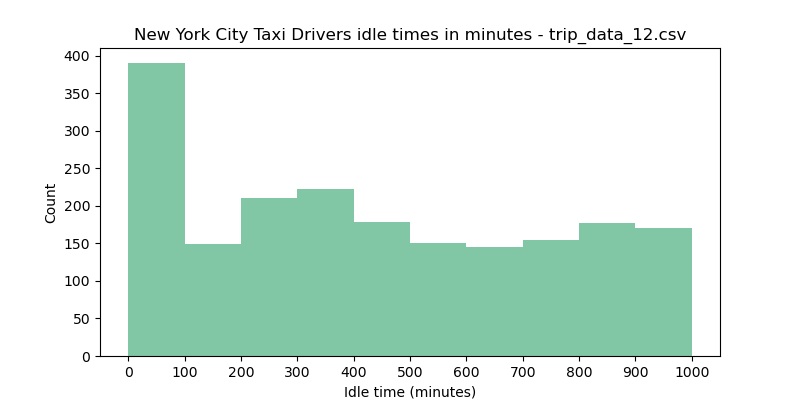 New York City Taxi Drivers idle times in minutes - trip_data_12.csv
400
350
300
250
200
150
100
50
0
Count
0 100 200 300 400 500 600 700 800 900 1000
Idle time (minutes)